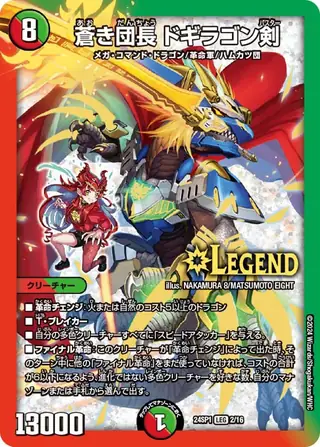 8
あお だんちょう バスター
蒼き団長 ドギラゴン剣
メガ・コマンド・ドラゴン/革命軍/ハムカツ団
LEGEND
illus. NAKAMURA 8/MATSUMOTO EIGHT
クリーチャー
■革命チェンジ:火または自然のコスト5以上のドラゴン
■T・ブレイカー
■自分の多色クリーチャーすべてに「スピードアタッカー」を与える。
■ファイナル革命:このクリーチャーが「革命チェンジ」によって出た時、そ
のターン中に他の「ファイナル革命」をまだ使っていなければ、コストの合計
が6以下になるよう、進化ではない多色クリーチャーを好きな数、自分のマナ
ゾーンまたは手札から選んで出す。
13000
1
24SP1 LEG 2/16